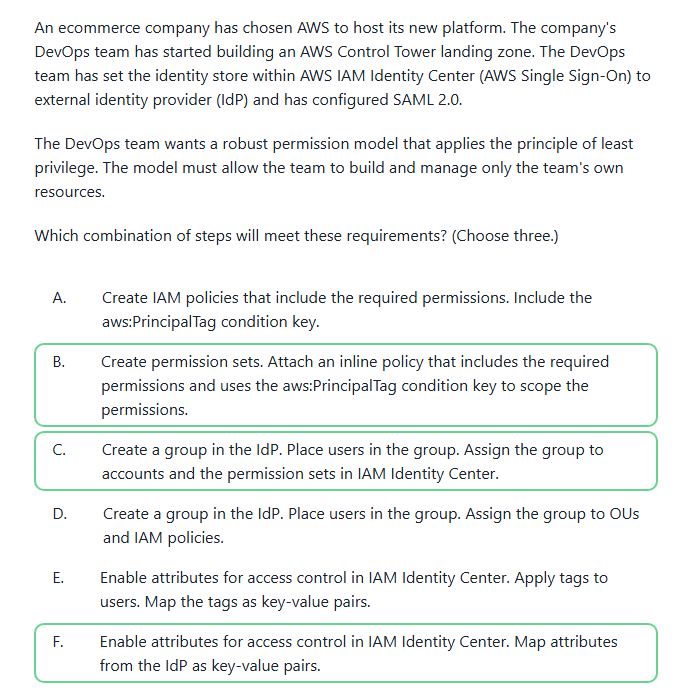 An ecommerce company has chosen AWS to host its new platform. The company's
DevOps team has started building an AWS Control Tower landing zone. The DevOps
team has set the identity store within AWS IAM Identity Center (AWS Single Sign-On) to
external identity provider (IdP) and has configured SAML 2.0.
The DevOps team wants a robust permission model that applies the principle of least
privilege. The model must allow the team to build and manage only the team's own
resources.
Which combination of steps will meet these requirements? (Choose three.)
A. Create IAM policies that include the required permissions. Include the
aws:PrincipalTag condition key.
B. Create permission sets. Attach an inline policy that includes the required
permissions and uses the aws:PrincipalTag condition key to scope the
permissions.
C. Create a group in the IdP. Place users in the group. Assign the group to
accounts and the permission sets in IAM Identity Center.
D. Create a group in the IdP. Place users in the group. Assign the group to OUs
and IAM policies.
E. Enable attributes for access control in IAM Identity Center. Apply tags to
users. Map the tags as key-value pairs.
F. Enable attributes for access control in IAM Identity Center. Map attributes
from the IdP as key-value pairs.